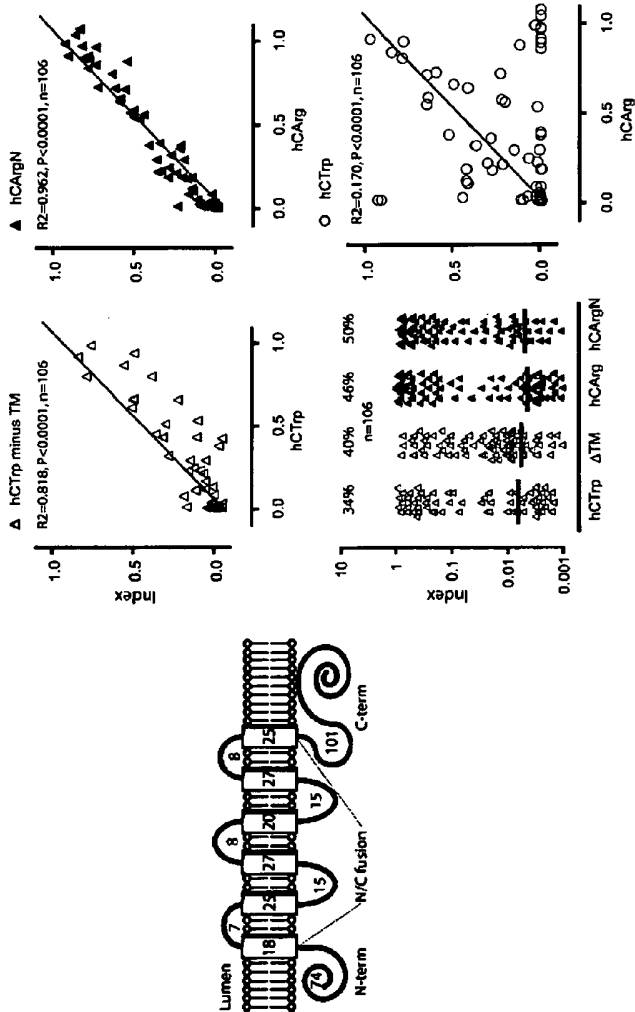 Lumen
7
8
8
18
25
27
20
27
25
74
15
15
101
N-term
N/C fusion
C-term
△ hCTrp minus TM
R2=0.818, P<0.0001, n=106
Index
1.0
0.5
0.0
0.0
0.5
1.0
hCTrp
▲ hCArgN
R2=0.962, P<0.0001, n=106
1.0
0.5
0.0
0.0
0.5
1.0
hCArg
Index
10
1
0.1
0.01
0.001
34%
40%
46%
50%
n=106
hCTrp
ΔTM
hCArg
hCArgN
○ hCTrp
R2=0.170, P<0.0001, n=106
1.0
0.5
0.0
0.0
0.5
1.0
hCArg